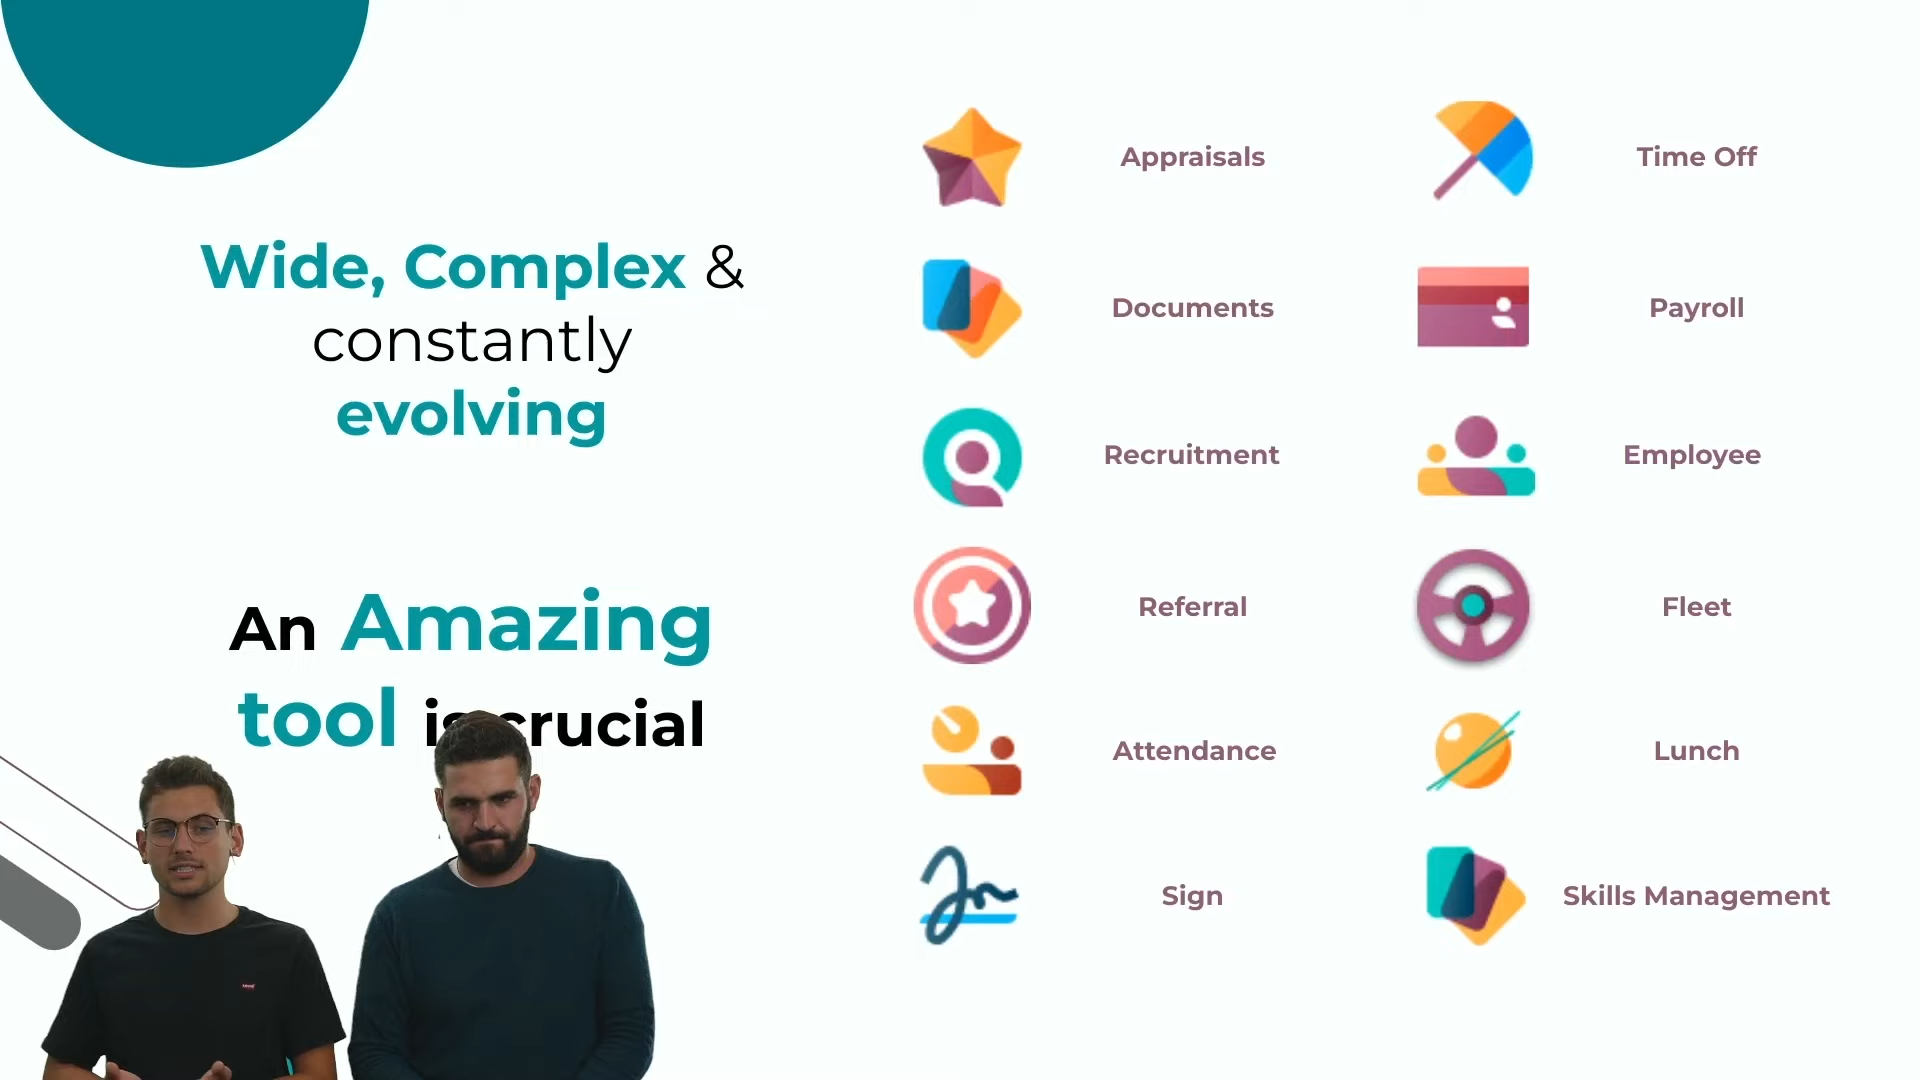 Wide, Complex &
constantly
evolving
An Amazing
tool is crucial
Appraisals
Time Off
Documents
Payroll
Recruitment
Employee
Referral
Fleet
Attendance
Lunch
Sign
Skills Management